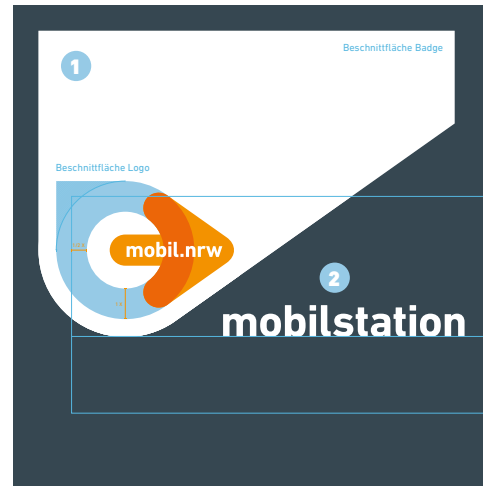 Beschnittfläche Badge
1
Beschnittfläche Logo
mobil.nrw
2
mobilstation